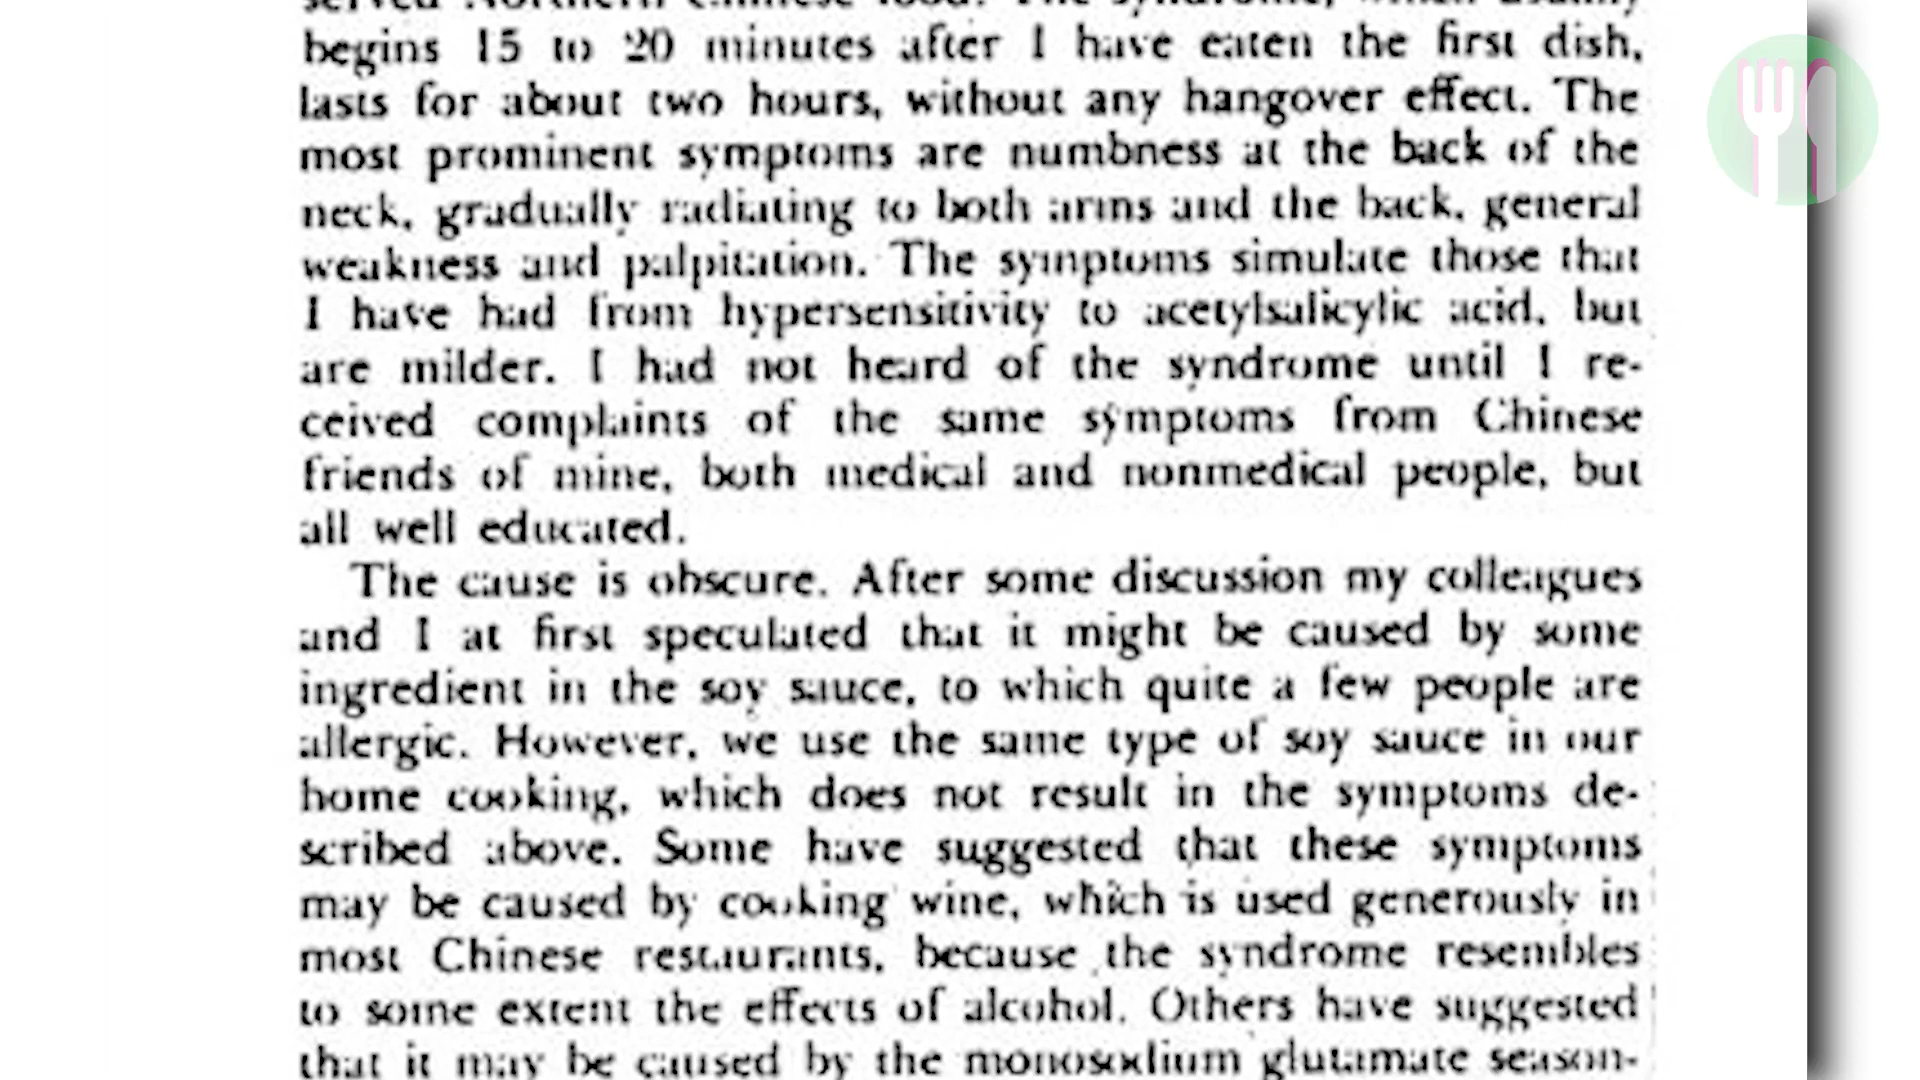 served Northern Chinese food. The syndrome, which usually
begins 15 to 20 minutes after I have eaten the first dish,
lasts for about two hours, without any hangover effect. The
most prominent symptoms are numbness at the back of the
neck, gradually radiating to both arms and the back, general
weakness and palpitation. The symptoms simulate those that
I have had from hypersensitivity to acetylsalicylic acid, but
are milder. I had not heard of the syndrome until I re-
ceived complaints of the same symptoms from Chinese
friends of mine, both medical and nonmedical people, but
all well educated.
The cause is obscure. After some discussion my colleagues
and I at first speculated that it might be caused by some
ingredient in the soy sauce, to which quite a few people are
allergic. However, we use the same type of soy sauce in our
home cooking, which does not result in the symptoms de-
scribed above. Some have suggested that these symptoms
may be caused by cooking wine, which is used generously in
most Chinese restaurants, because the syndrome resembles
to some extent the effects of alcohol. Others have suggested
that it may be caused by the monosodium glutamate season-